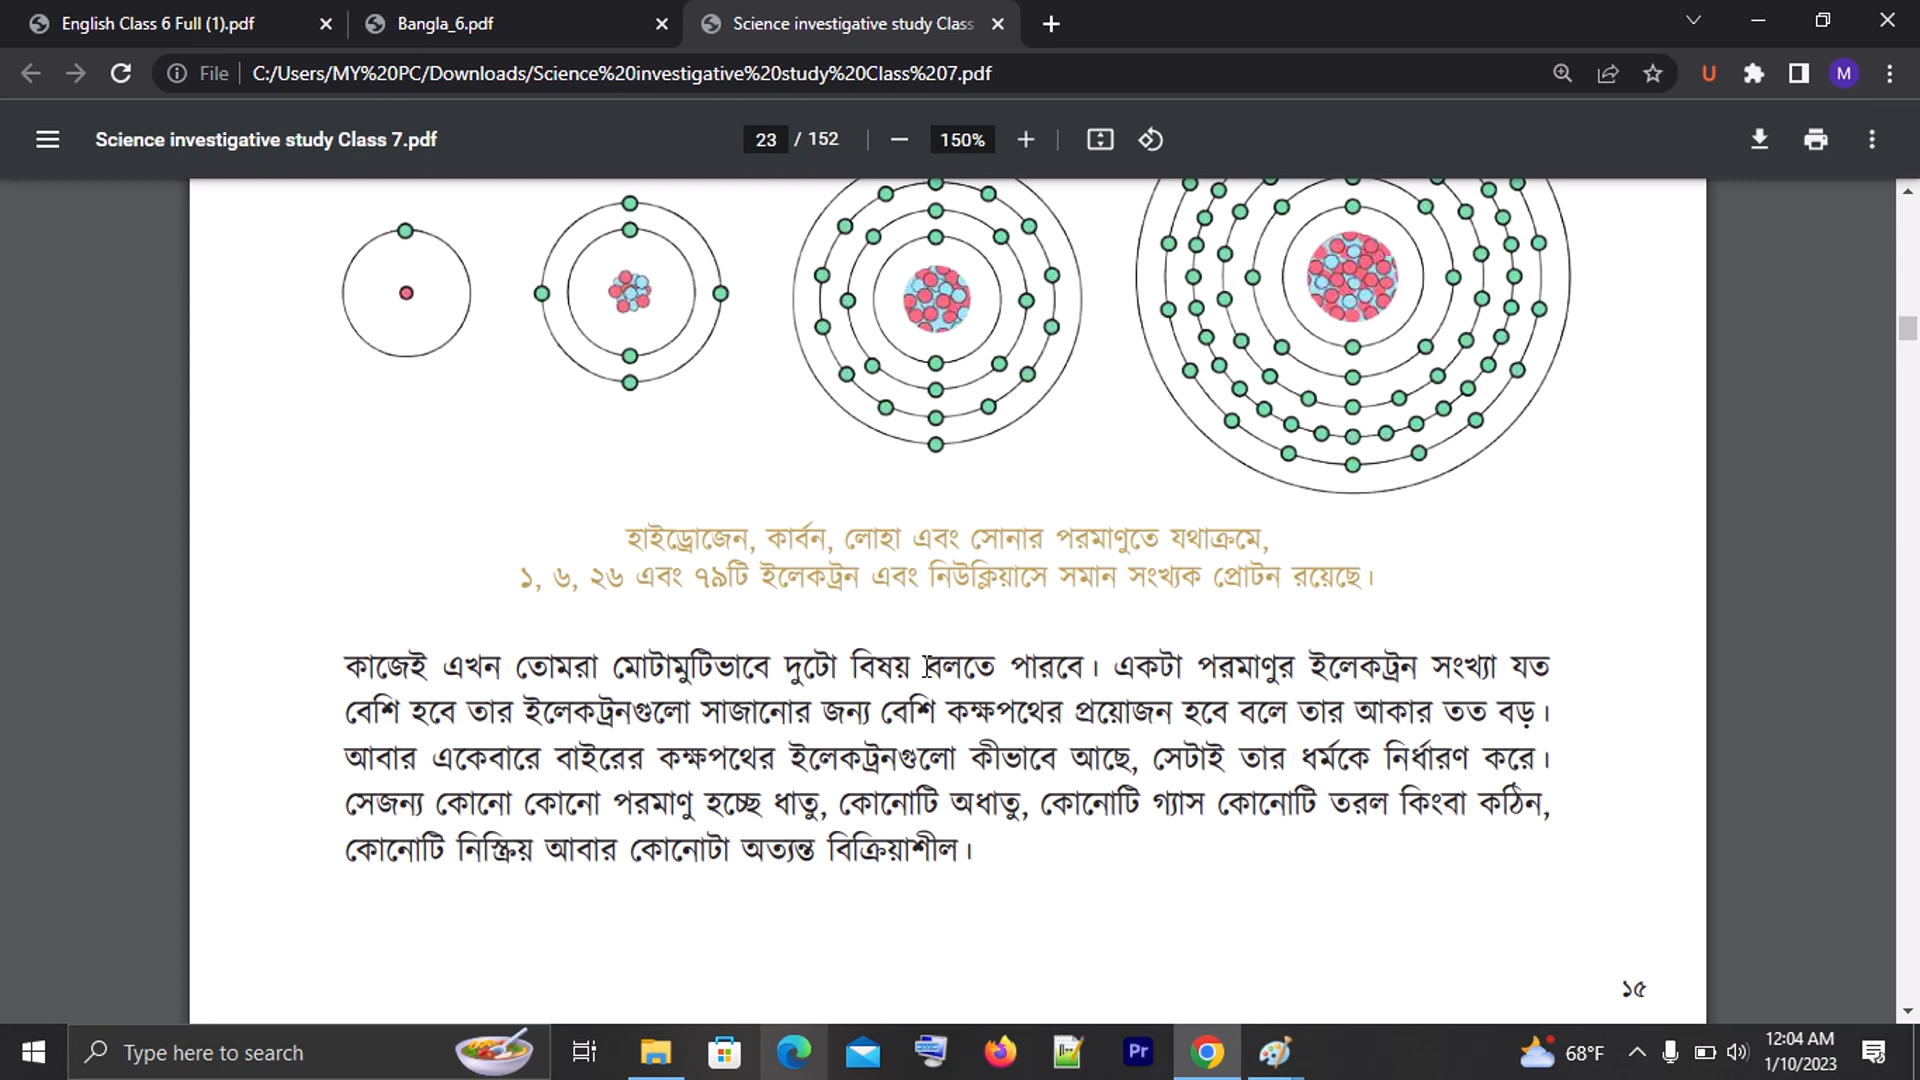 English Class 6 Full (1).pdf
Bangla_6.pdf
Science investigative study Class
File
C:/Users/MY%20PC/Downloads/Science%20investigative%20study%20Class%207.pdf
U
M
Science investigative study Class 7.pdf
23 / 152
150%
হাইড্রোজেন, কার্বন, লোহা এবং সোনার পরমাণুতে যথাক্রমে,
১, ৬, ২৬ এবং ৭৯টি ইলেকট্রন এবং নিউক্লিয়াসে সমান সংখ্যক প্রোটন রয়েছে।
কাজেই এখন তোমরা মোটামুটিভাবে দুটো বিষয় বলতে পারবে। একটা পরমাণুর ইলেকট্রন সংখ্যা যত
বেশি হবে তার ইলেকট্রনগুলো সাজানোর জন্য বেশি কক্ষপথের প্রয়োজন হবে বলে তার আকার তত বড়।
আবার একেবারে বাইরের কক্ষপথের ইলেকট্রনগুলো কীভাবে আছে, সেটাই তার ধর্মকে নির্ধারণ করে।
সেজন্য কোনো কোনো পরমাণু হচ্ছে ধাতু, কোনোটি অধাতু, কোনোটি গ্যাস কোনোটি তরল কিংবা কঠিন,
কোনোটি নিস্ক্রিয় আবার কোনোটা অত্যন্ত বিক্রিয়াশীল।
১৫
Type here to search
Pr
68°F
12:04 AM
1/10/2023